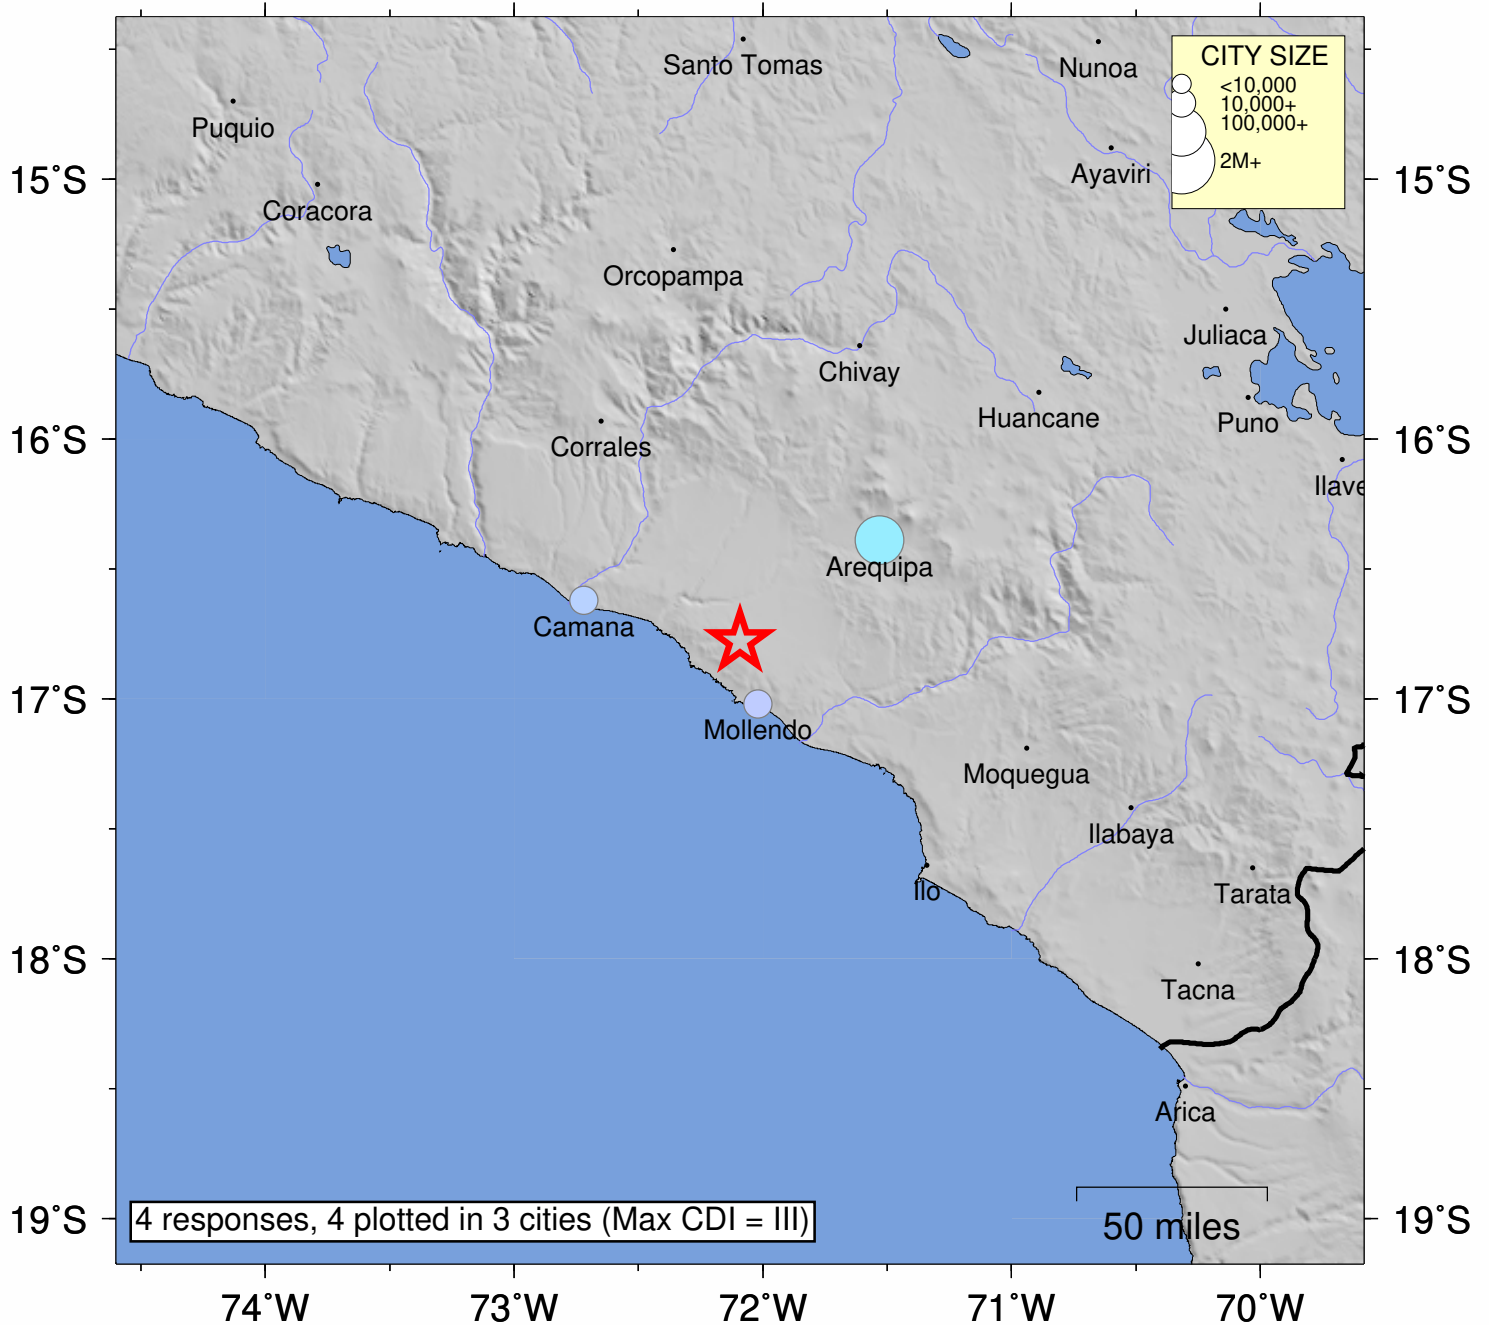 CITY SIZE
<10,000
10,000+
100,000+
2M+
Santo Tomas
Nunoa
Puquio
Ayaviri
15°S
15°S
Coracora
Orcopampa
Juliaca
Chivay
Huancane
Puno
16°S
16°S
Corrales
Ilave
Arequipa
Camana
17°S
17°S
Mollendo
Moquegua
Ilabaya
Ilo
Tarata
18°S
18°S
Tacna
Arica
4 responses, 4 plotted in 3 cities (Max CDI = III)
50 miles
19°S
19°S
74°W
73°W
72°W
71°W
70°W